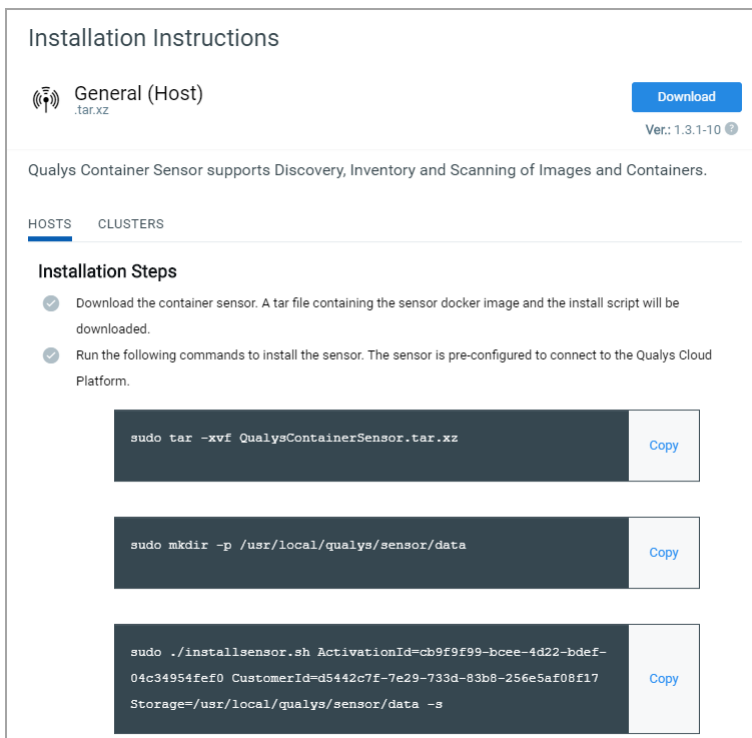 Installation Instructions
General (Host)
.tar.xz
Download
Ver.: 1.3.1-10
Qualys Container Sensor supports Discovery, Inventory and Scanning of Images and Containers.
HOSTS CLUSTERS
Installation Steps
Download the container sensor. A tar file containing the sensor docker image and the install script will be
downloaded.
Run the following commands to install the sensor. The sensor is pre-configured to connect to the Qualys Cloud
Platform.
sudo tar -xvf QualysContainerSensor.tar.xz
Copy
sudo mkdir -p /usr/local/qualys/sensor/data
Copy
sudo ./installsensor.sh ActivationId=cb9f9f99-bcee-4d22-bdef-
04c34954fef0 CustomerId=d5442c7f-7e29-733d-83b8-256e5af08f17
Storage=/usr/local/qualys/sensor/data -s
Copy